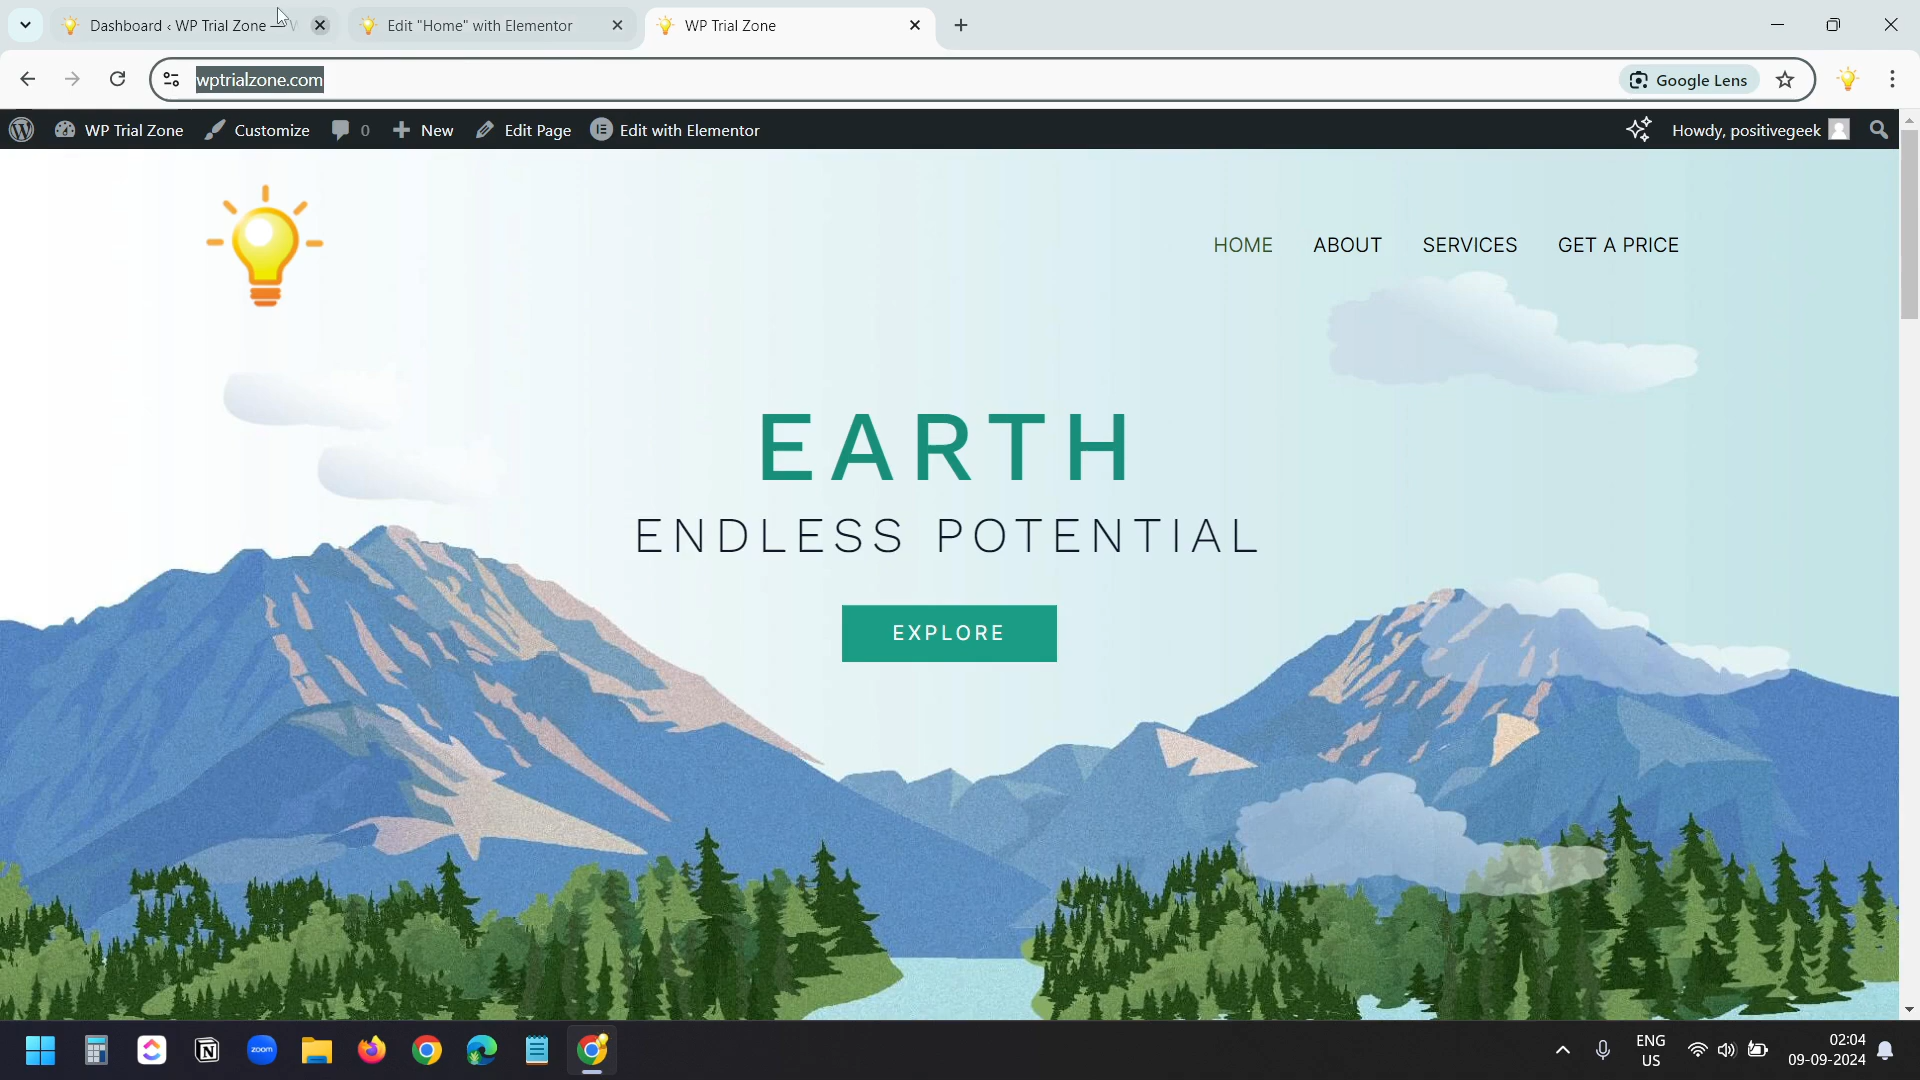 Dashboard ‹ WP Trial Zone —
Edit "Home" with Elementor
WP Trial Zone
wptrialzone.com
Google Lens
WP Trial Zone
Customize
0
New
Edit Page
Edit with Elementor
Howdy, positivegeek
HOME
ABOUT
SERVICES
GET A PRICE
EARTH
ENDLESS POTENTIAL
EXPLORE
zoom
ENG
US
02:04
09-09-2024